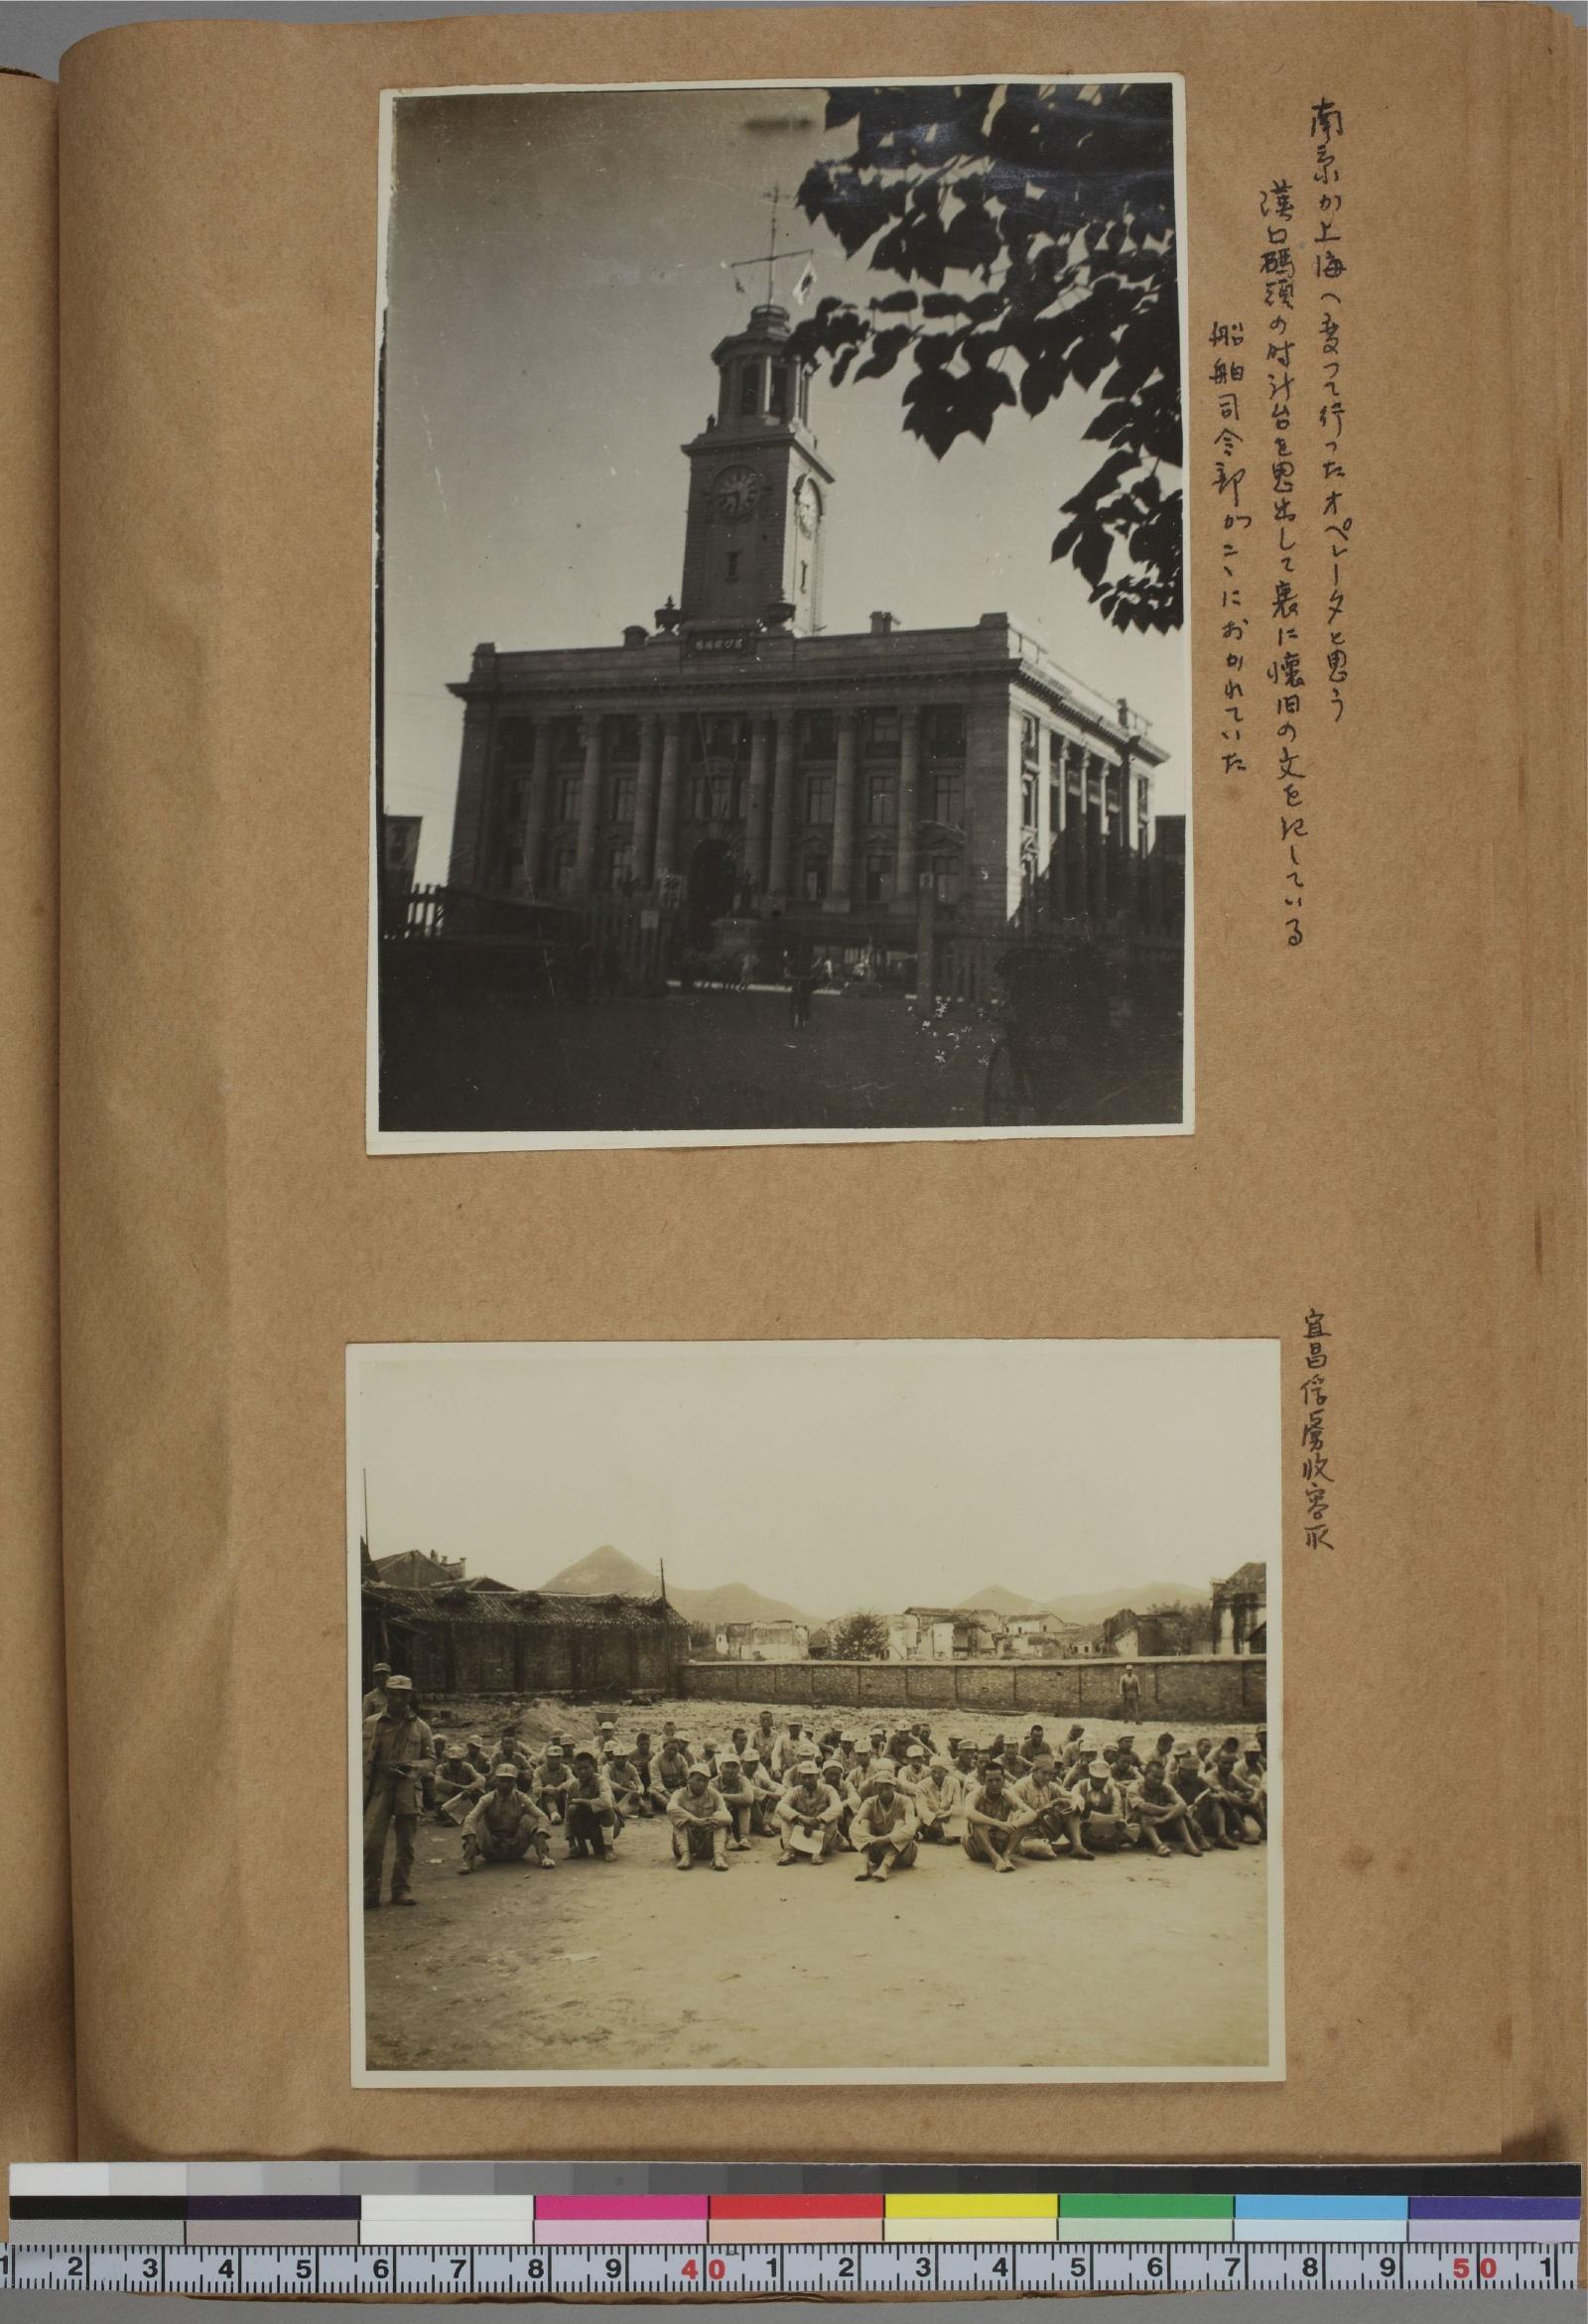 南京か上海へ変って行ったオペレータと思う
漢口碼頭の時計台を思出して裏に懐旧の文を記している
船舶司令部がこゝにおかれていた
宜昌俘虜收容所
1 2 3 4 5 6 7 8 9 40 1 2 3 4 5 6 7 8 9 50 1